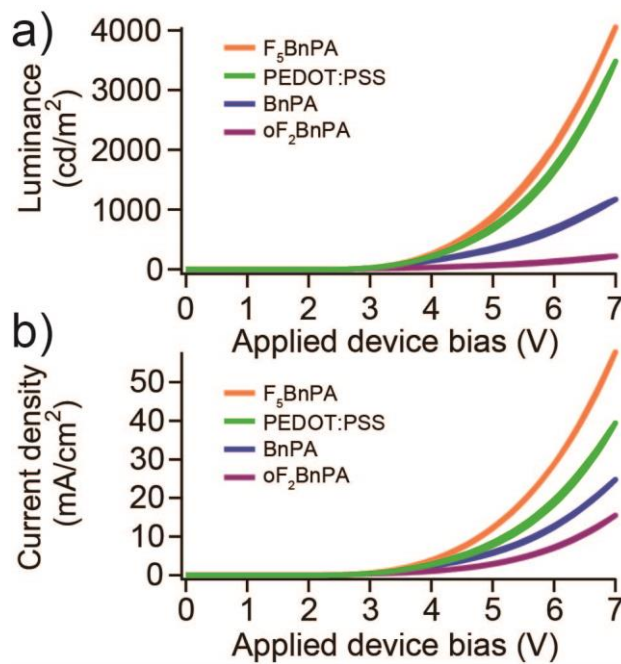 a)
Luminance
(cd/m²)
4000
3000
2000
1000
0
F₅BnPA
PEDOT:PSS
BnPA
oF₂BnPA
0 1 2 3 4 5 6 7
Applied device bias (V)
b)
Current density
(mA/cm²)
50
40
30
20
10
0
F₅BnPA
PEDOT:PSS
BnPA
oF₂BnPA
0 1 2 3 4 5 6 7
Applied device bias (V)